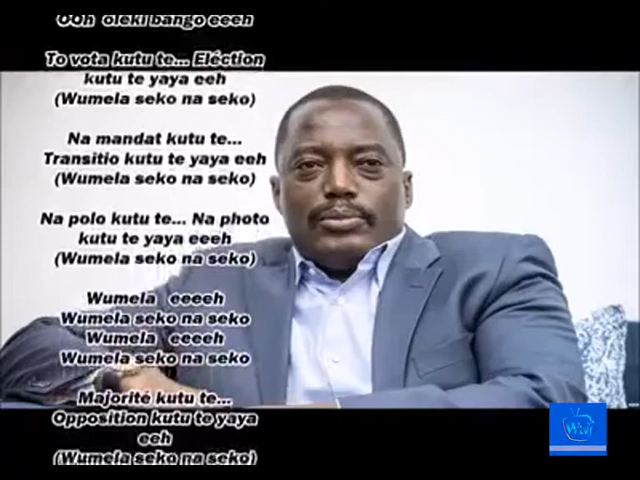 OOh oleki bango eeeh
To vota kutu te... Eléction
kutu te yaya eeh
(Wumela seko na seko)
Na mandat kutu te...
Transitio kutu te yaya eeh
(Wumela seko na seko)
Na polo kutu te... Na photo
kutu te yaya eeeh
(Wumela seko na seko)
Wumela eeeeh
Wumela seko na seko
Wumela eeeeh
Wumela seko na seko
Majorité kutu te...
Opposition kutu te yaya
eeh
(Wumela seko na seko)